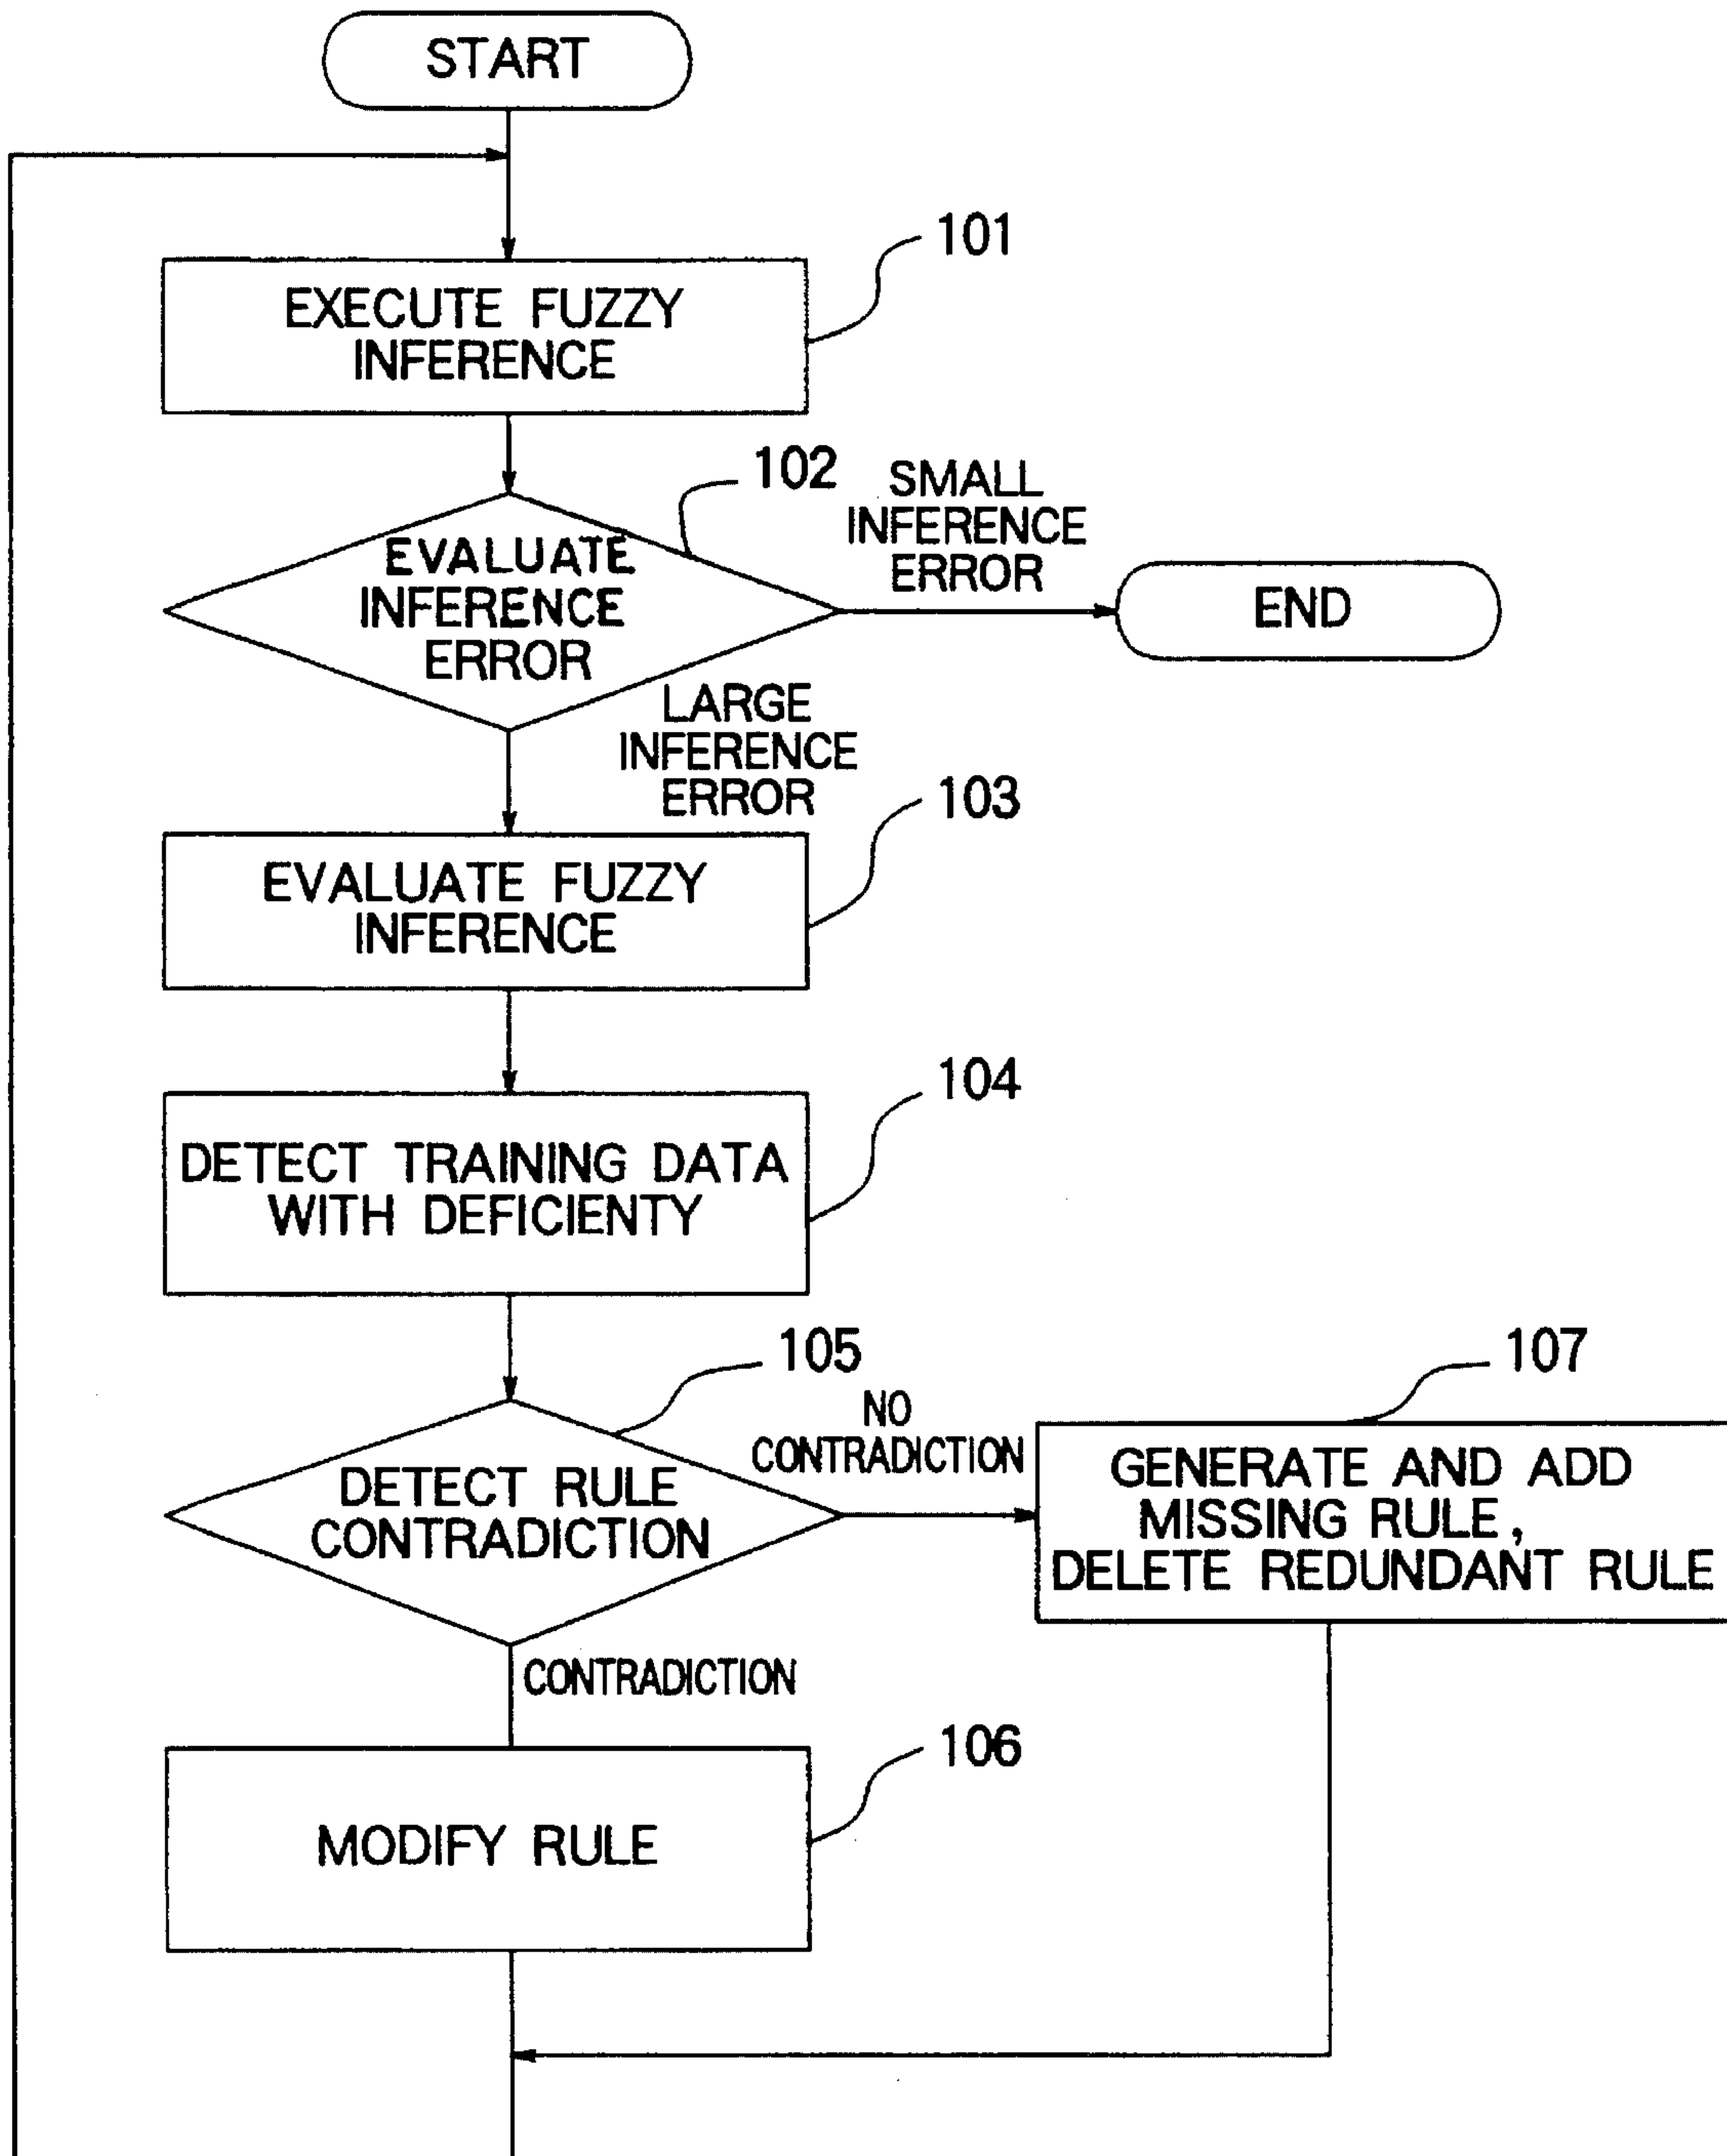 START
101
EXECUTE FUZZY
INFERENCE
102
SMALL
INFERENCE
ERROR
EVALUATE
INFERENCE
ERROR
END
LARGE
INFERENCE
ERROR
103
EVALUATE FUZZY
INFERENCE
104
DETECT TRAINING DATA
WITH DEFICIENTY
105
107
NO
CONTRADICTION
DETECT RULE
CONTRADICTION
GENERATE AND ADD
MISSING RULE,
DELETE REDUNDANT RULE
CONTRADICTION
106
MODIFY RULE